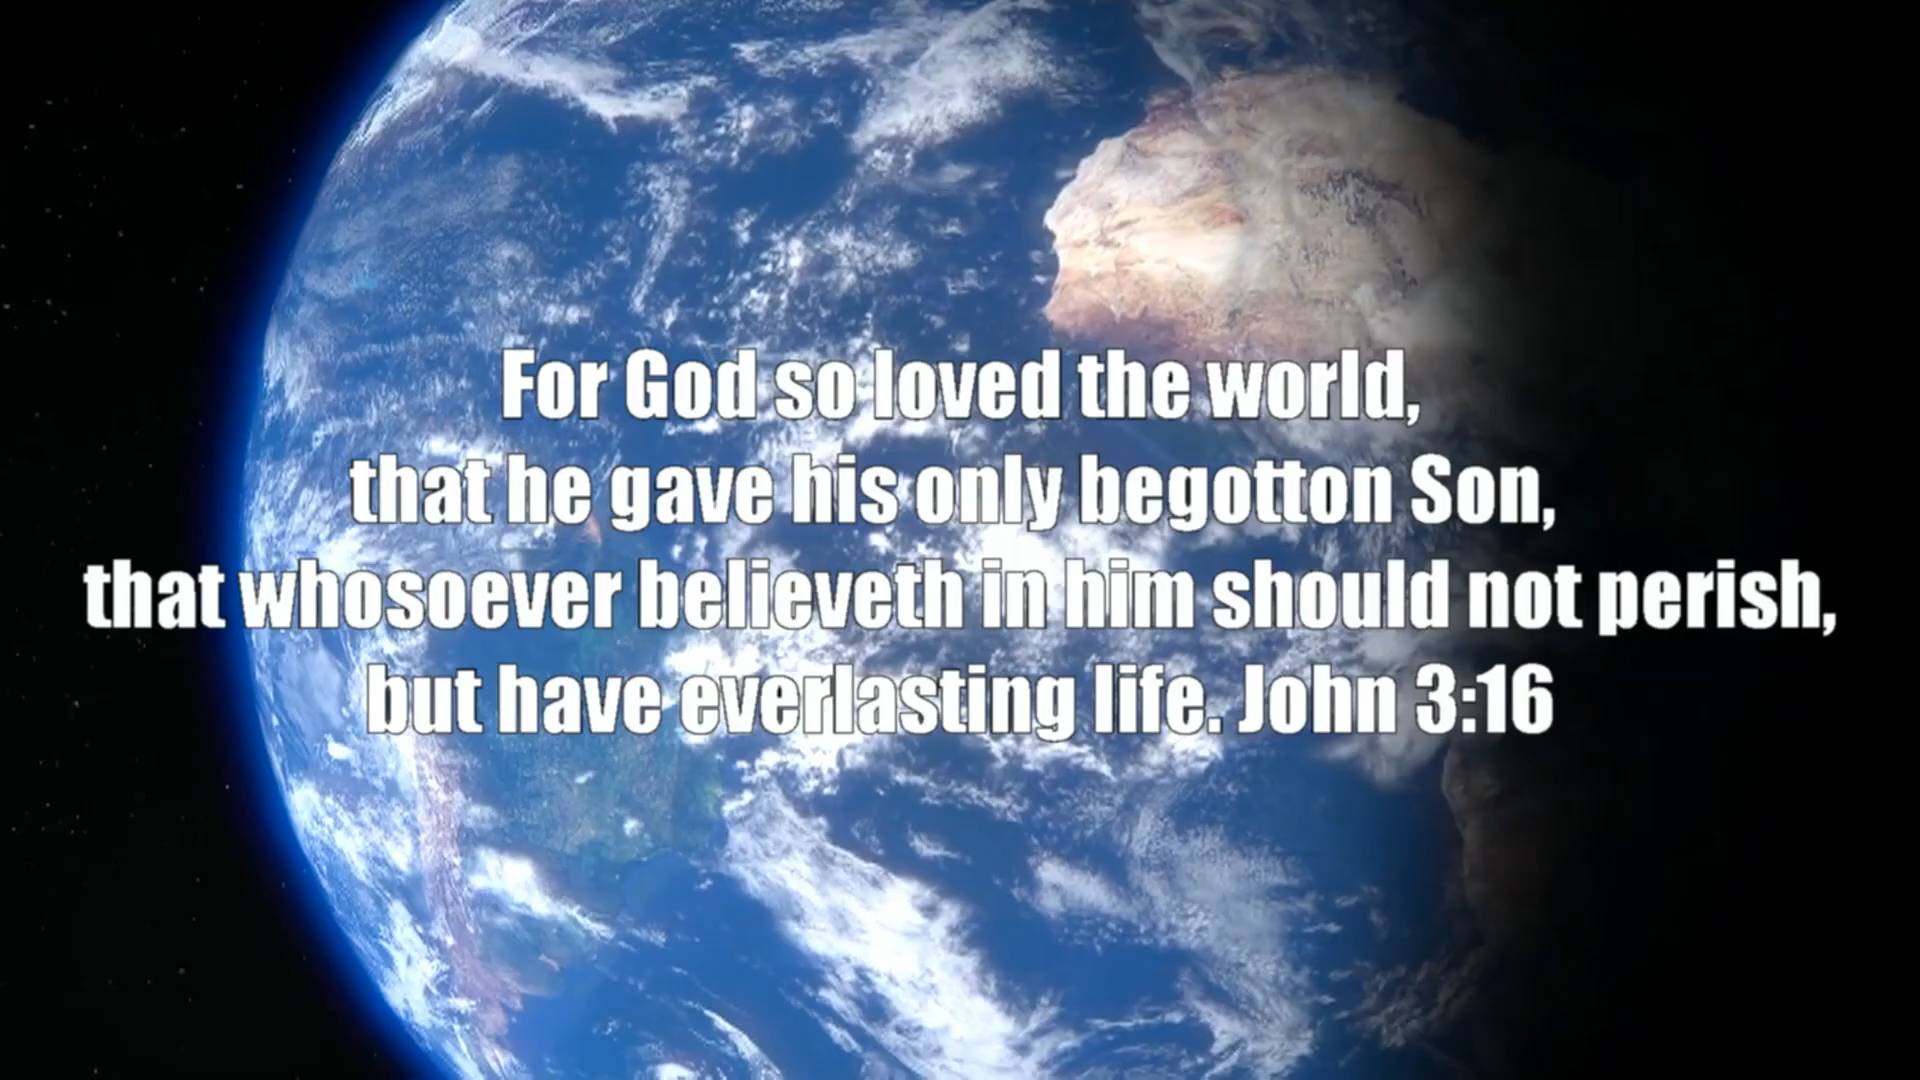 For God so loved the world,
that he gave his only begotton Son,
that whosoever believeth in him should not perish,
but have everlasting life. John 3:16